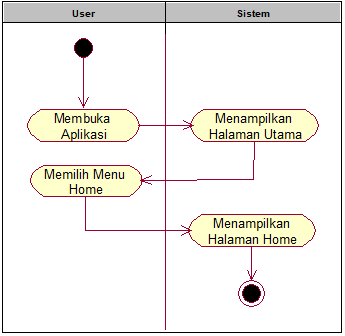 User
Sistem
Membuka
Aplikasi
Menampilkan
Halaman Utama
Memilih Menu
Home
Menampilkan
Halaman Home